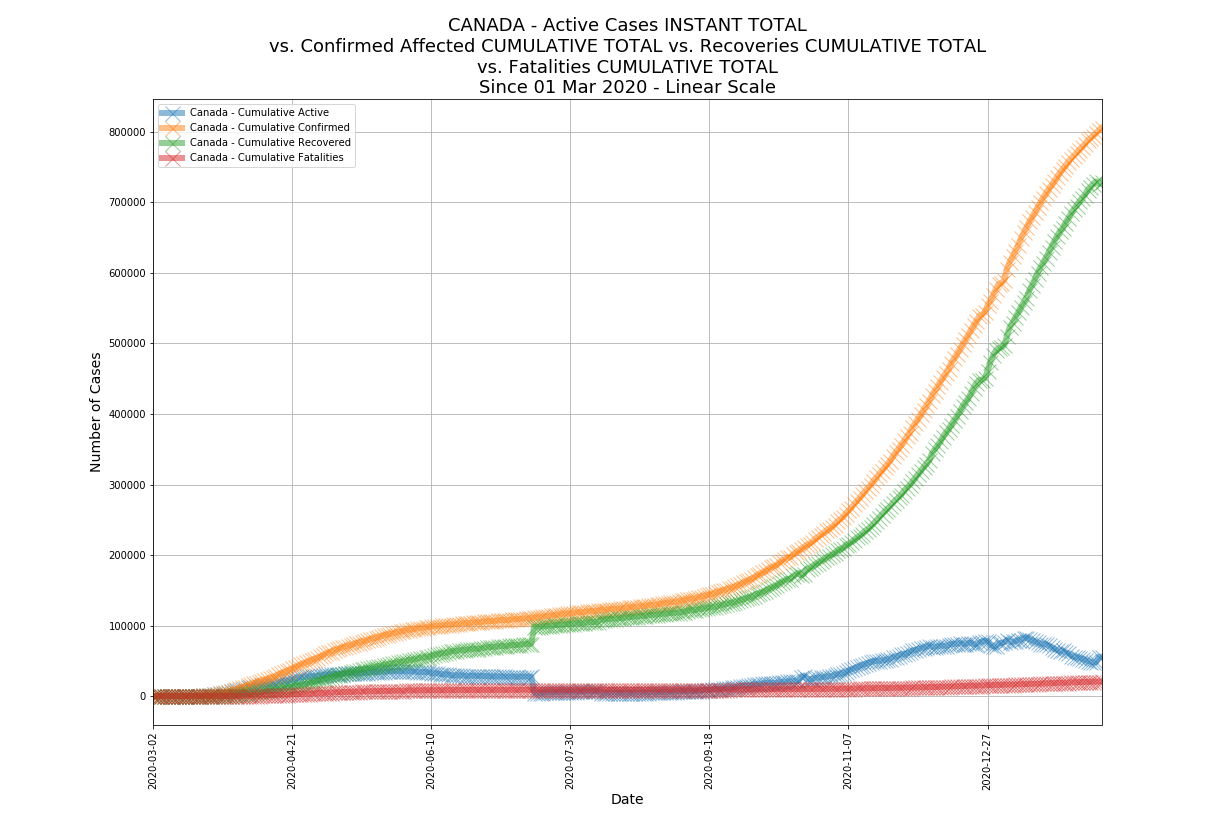 CANADA - Active Cases INSTANT TOTAL
vs. Confirmed Affected CUMULATIVE TOTAL vs. Recoveries CUMULATIVE TOTAL
vs. Fatalities CUMULATIVE TOTAL
Since 01 Mar 2020 - Linear Scale
Canada - Cumulative Active
Canada - Cumulative Confirmed
Canada - Cumulative Recovered
Canada - Cumulative Fatalities
Number of Cases
800000
700000
600000
500000
400000
300000
200000
100000
0
2020-03-02
2020-04-21
2020-06-10
2020-07-30
2020-09-18
2020-11-07
2020-12-27
Date